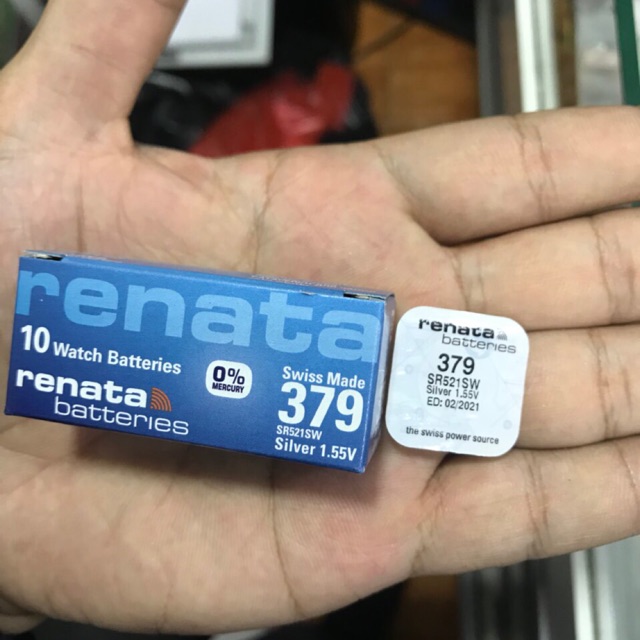 renata
10 Watch Batteries
renata
batteries
0%
MERCURY
Swiss Made
379
SR521SW
Silver 1.55V
renata
batteries
379
SR521SW
Silver 1.55V
ED: 02/2021
the swiss power source